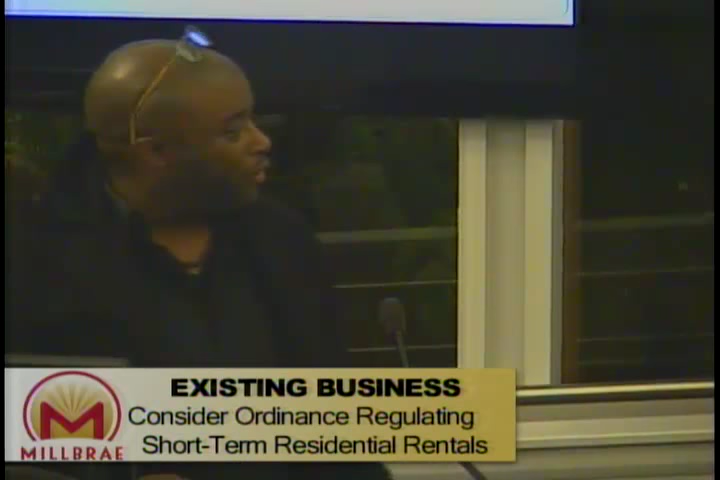 EXISTING BUSINESS
Consider Ordinance Regulating
Short-Term Residential Rentals
M
MILLBRAE